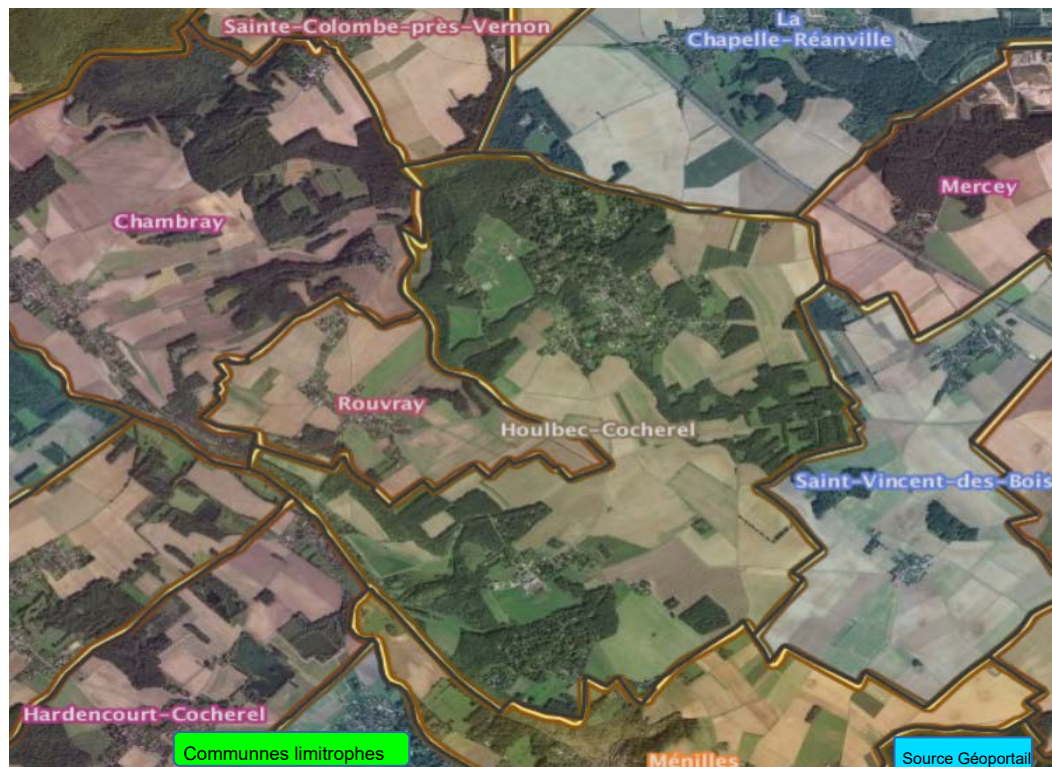 Sainte-Colombe-près-Vernon
La
Chapelle-Réanville
Mercey
Chambray
Rouvray
Houlbec-Cocherel
Saint-Vincent-des-Bois
Hardencourt-Cocherel
Communnes limitrophes
Ménilles
Source Géoportail